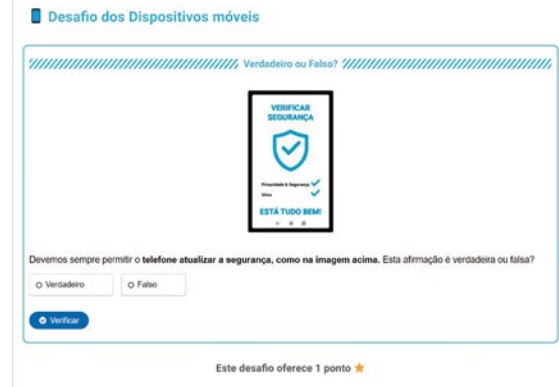 Desafio dos Dispositivos móveis
Verdadeiro ou Falso?
VERIFICAR
SEGURANÇA
Privacidade & Segurança
Vírus
ESTÁ TUDO BEM!
Devemos sempre permitir o telefone atualizar a segurança, como na imagem acima. Esta afirmação é verdadeira ou falsa?
Verdadeiro
Falso
Verificar
Este desafio oferece 1 ponto